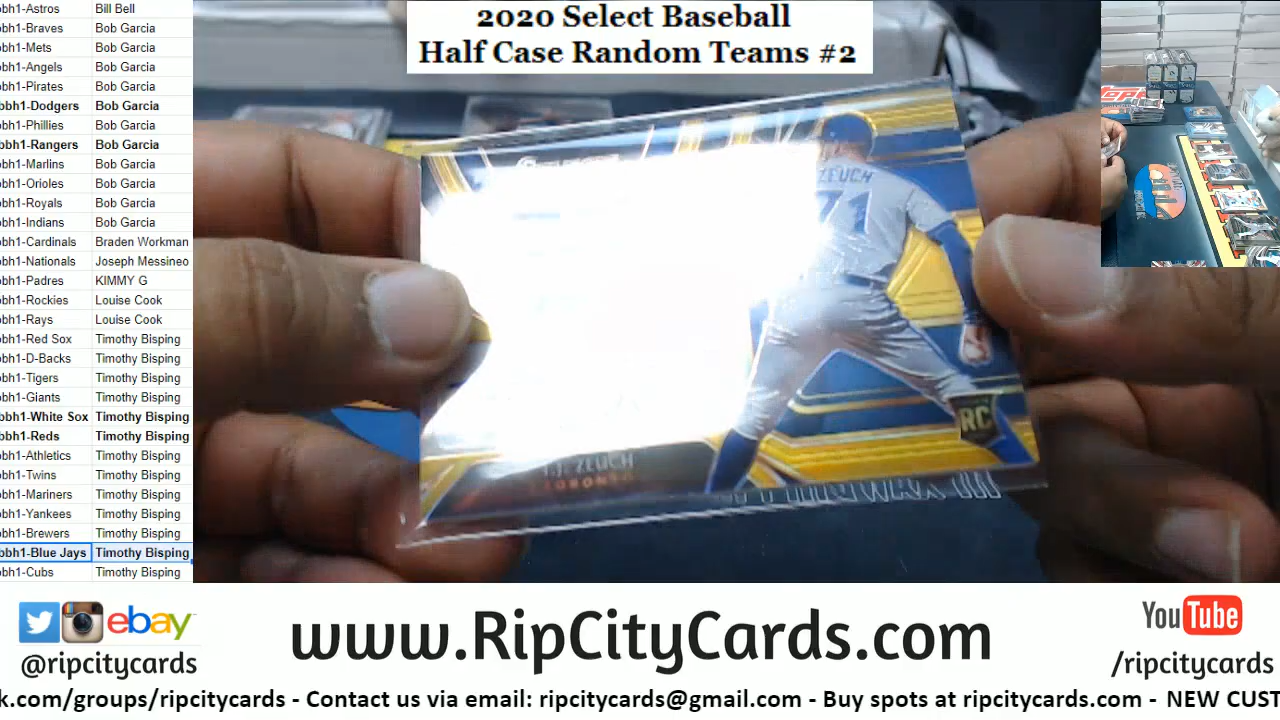 2020 Select Baseball
Half Case Random Teams #2
bh1-Astros Bill Bell
bh1-Braves Bob Garcia
bh1-Mets Bob Garcia
bh1-Angels Bob Garcia
bh1-Pirates Bob Garcia
bbh1-Dodgers Bob Garcia
bh1-Phillies Bob Garcia
bbh1-Rangers Bob Garcia
bh1-Marlins Bob Garcia
bh1-Orioles Bob Garcia
bh1-Royals Bob Garcia
bh1-Indians Bob Garcia
bh1-Cardinals Braden Workman
bh1-Nationals Joseph Messineo
bh1-Padres KIMMY G
bh1-Rockies Louise Cook
bh1-Rays Louise Cook
bh1-Red Sox Timothy Bisping
bh1-D-Backs Timothy Bisping
bh1-Tigers Timothy Bisping
bh1-Giants Timothy Bisping
bbh1-White Sox Timothy Bisping
bbh1-Reds Timothy Bisping
bh1-Athletics Timothy Bisping
bh1-Twins Timothy Bisping
bh1-Mariners Timothy Bisping
bh1-Yankees Timothy Bisping
bh1-Brewers Timothy Bisping
bbh1-Blue Jays Timothy Bisping
bh1-Cubs Timothy Bisping
ZEUCH
71
RC
T.J. ZEUCH
TORONTO
topps
ebay
@ripcitycards
www.RipCityCards.com
YouTube
/ripcitycards
k.com/groups/ripcitycards - Contact us via email: ripcitycards@gmail.com - Buy spots at ripcitycards.com - NEW CUST